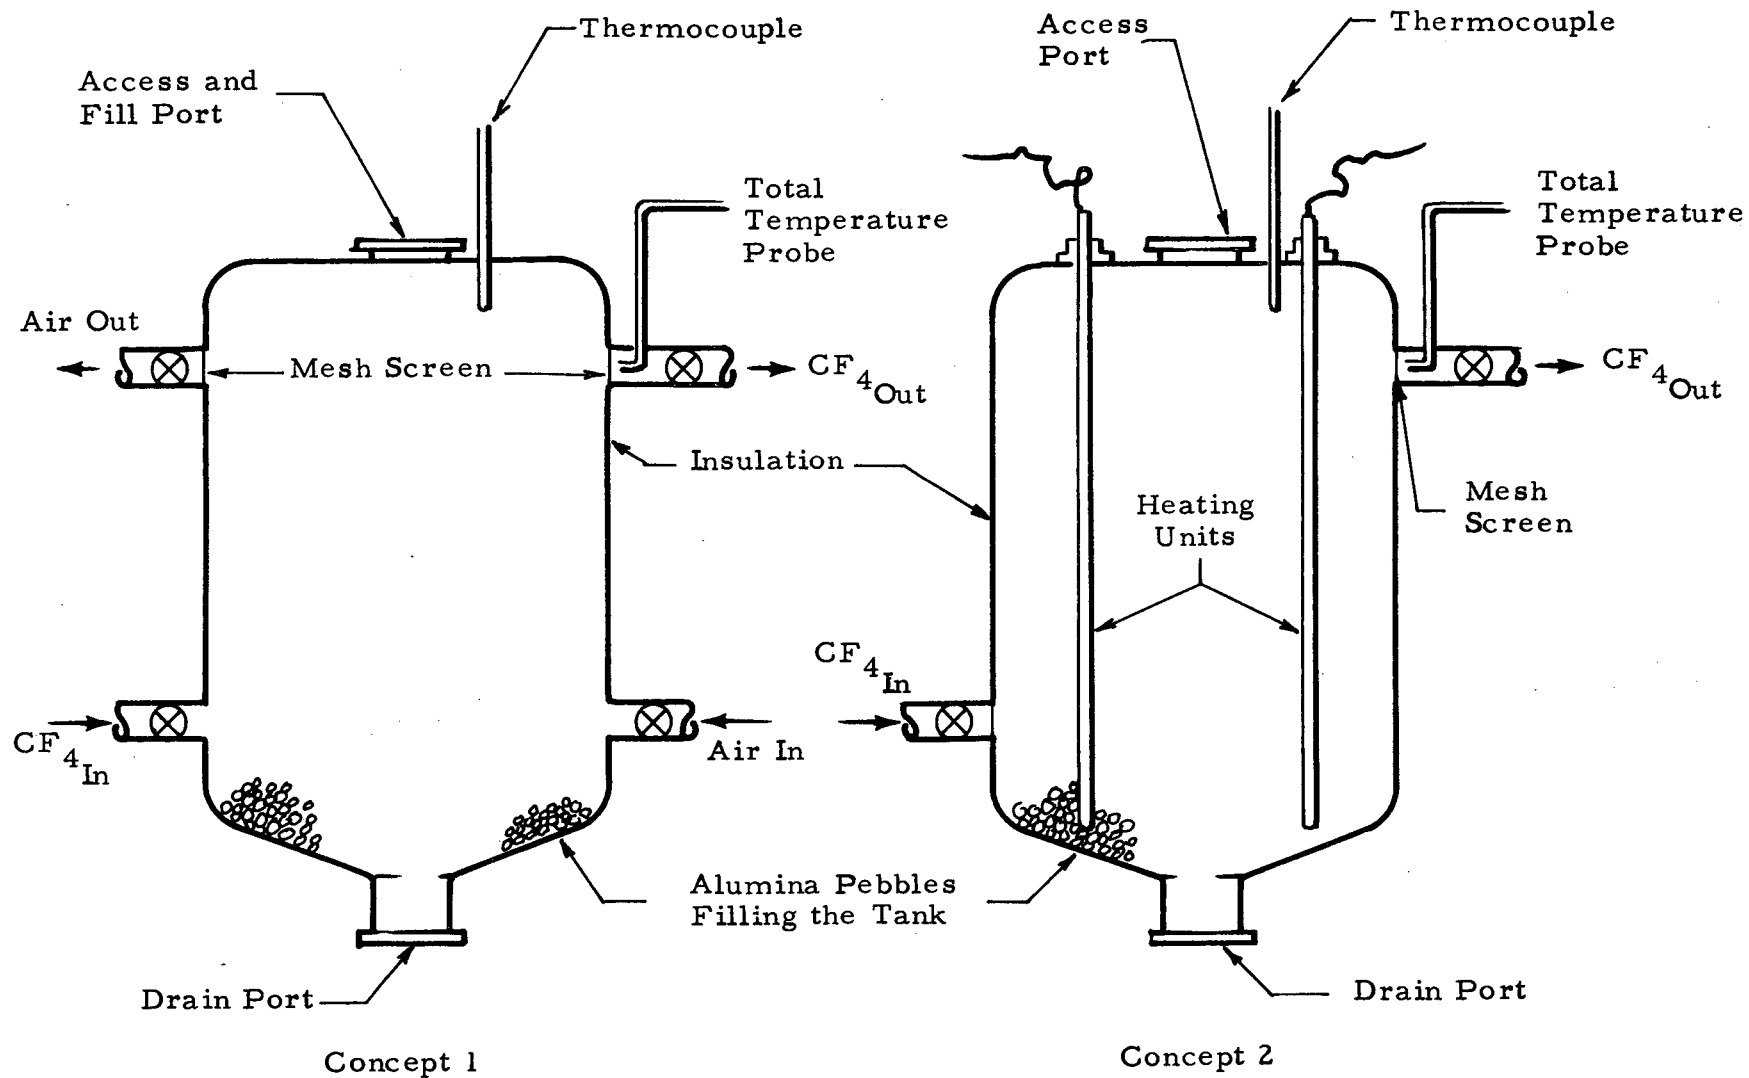 Thermocouple
Access and
Fill Port
Total
Temperature
Probe
Air Out
Mesh Screen
CF4Out
Insulation
CF4In
Air In
Alumina Pebbles
Filling the Tank
Drain Port
Concept 1
Access
Port
Thermocouple
Total
Temperature
Probe
CF4Out
Heating
Units
Mesh
Screen
CF4In
Drain Port
Concept 2